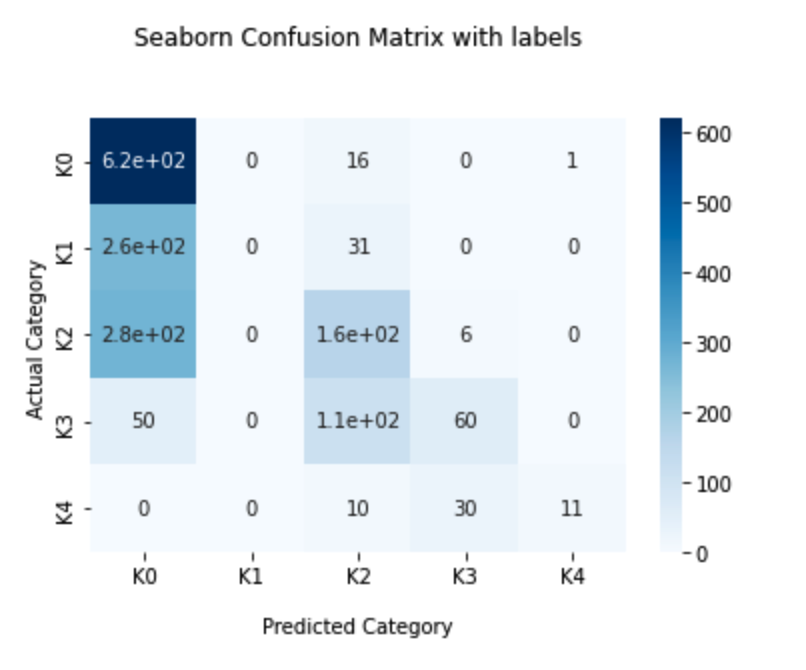 Seaborn Confusion Matrix with labels
K0 6.2e+02 0 16 0 1
K1 2.6e+02 0 31 0 0
K2 2.8e+02 0 1.6e+02 6 0
K3 50 0 1.1e+02 60 0
K4 0 0 10 30 11
K0 K1 K2 K3 K4
Predicted Category
Actual Category
600
500
400
300
200
100
0